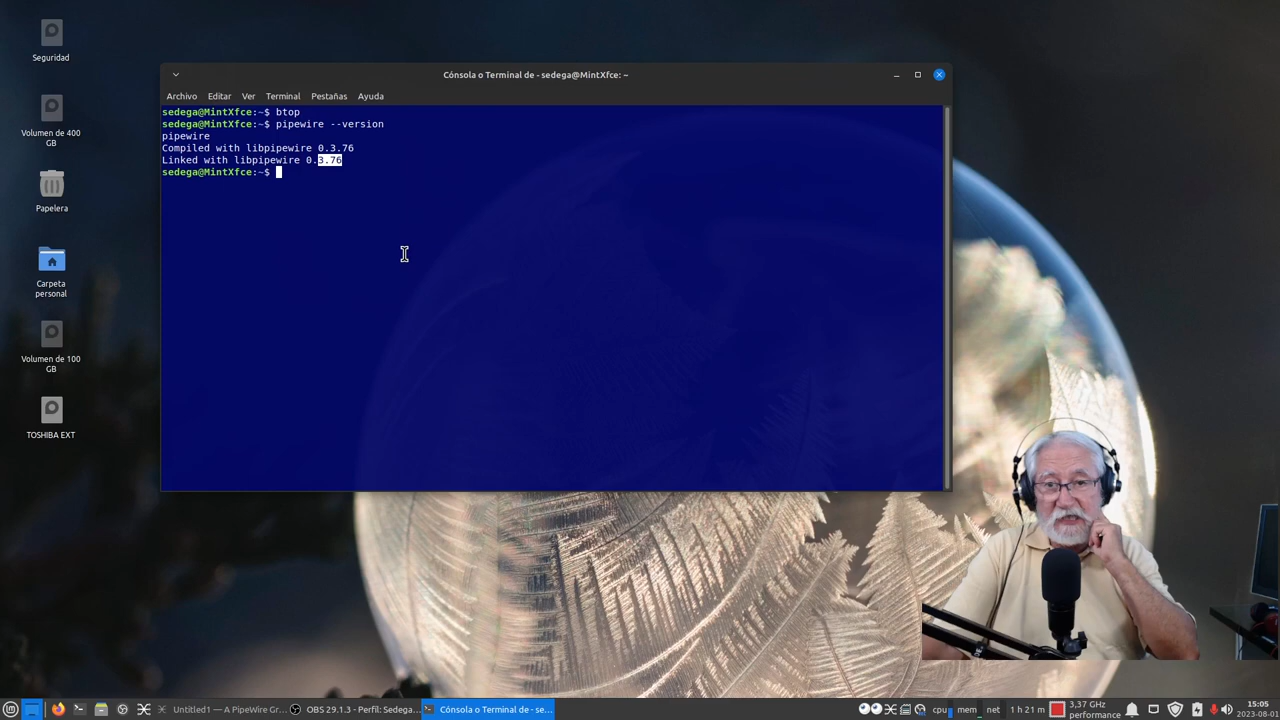 Seguridad
Volumen de 400
GB
Papelera
Carpeta
personal
Volumen de 100
GB
TOSHIBA EXT
Cónsola o Terminal de - sedega@MintXfce: ~
Archivo Editar Ver Terminal Pestañas Ayuda
sedega@MintXfce:~$ btop
sedega@MintXfce:~$ pipewire --version
pipewire
Compiled with libpipewire 0.3.76
Linked with libpipewire 0.3.76
sedega@MintXfce:~$
Untitled1 — A PipeWire Gr... OBS 29.1.3 - Perfil: Sedega... Cónsola o Terminal de - se... cpu mem net 1 h 21 m 3,37 GHz performance 15:05 2023-08-01